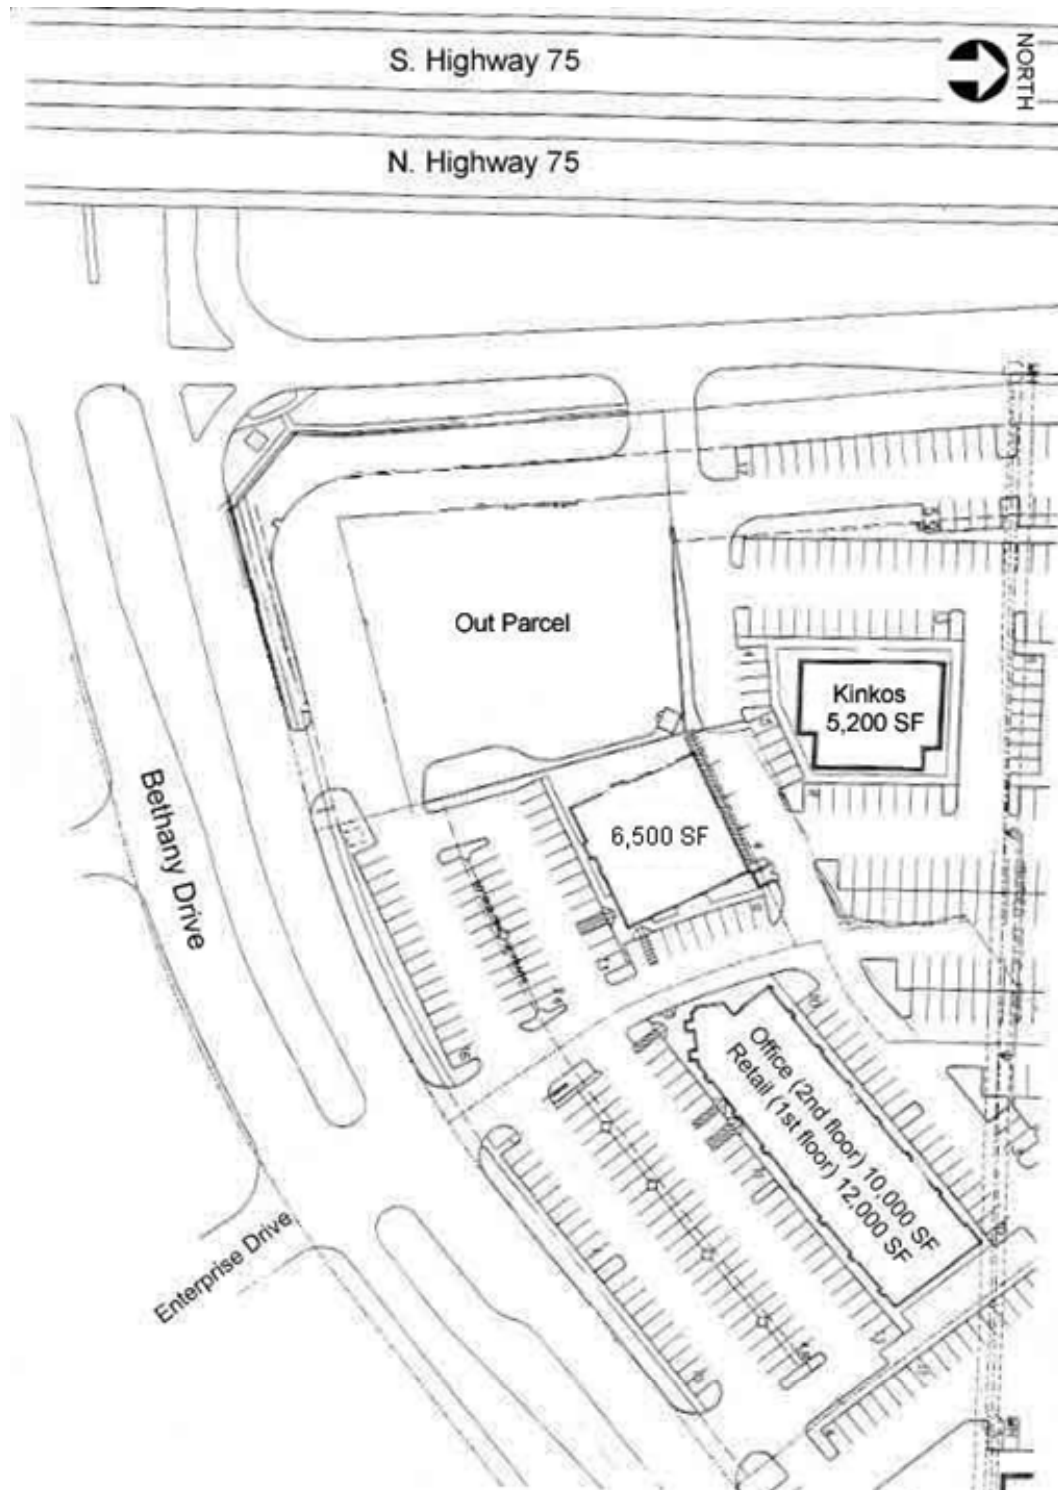 S. Highway 75
NORTH
N. Highway 75
Out Parcel
Kinkos
5,200 SF
6,500 SF
Bethany Drive
Office (2nd floor) 10,000 SF
Retail (1st floor) 12,000 SF
Enterprise Drive